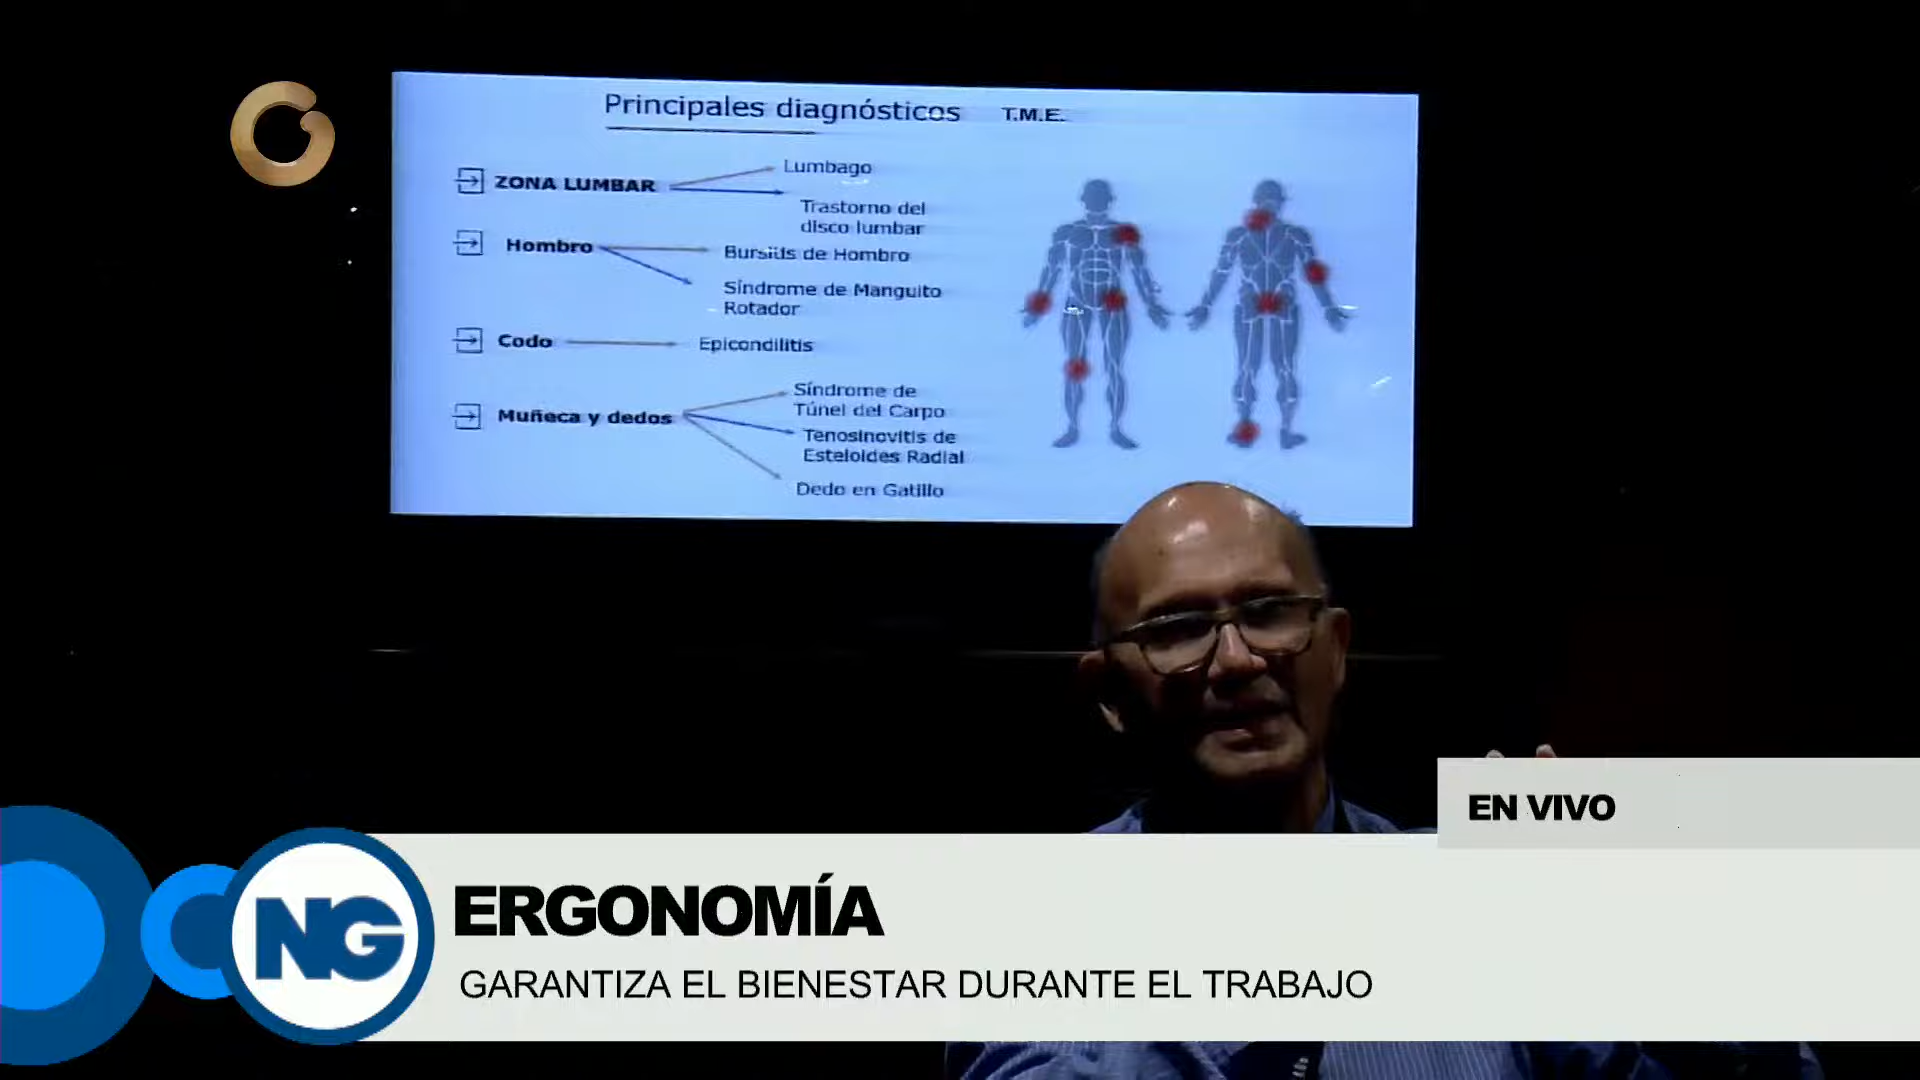 Principales diagnósticos T.M.E.
ZONA LUMBAR
Lumbago
Trastorno del
disco lumbar
Hombro
Bursitis de Hombro
Síndrome de Manguito
Rotador
Codo
Epicondilitis
Muñeca y dedos
Síndrome de
Túnel del Carpo
Tenosinovitis de
Esteloides Radial
Dedo en Gatillo
EN VIVO
NG
ERGONOMÍA
GARANTIZA EL BIENESTAR DURANTE EL TRABAJO